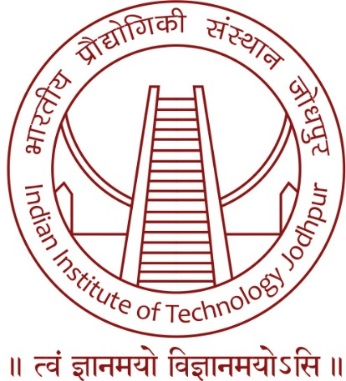 भारतीय प्रौद्योगिकी संस्थान जोधपुर
Indian Institute of Technology Jodhpur
॥ त्वं ज्ञानमयो विज्ञानमयोऽसि ॥